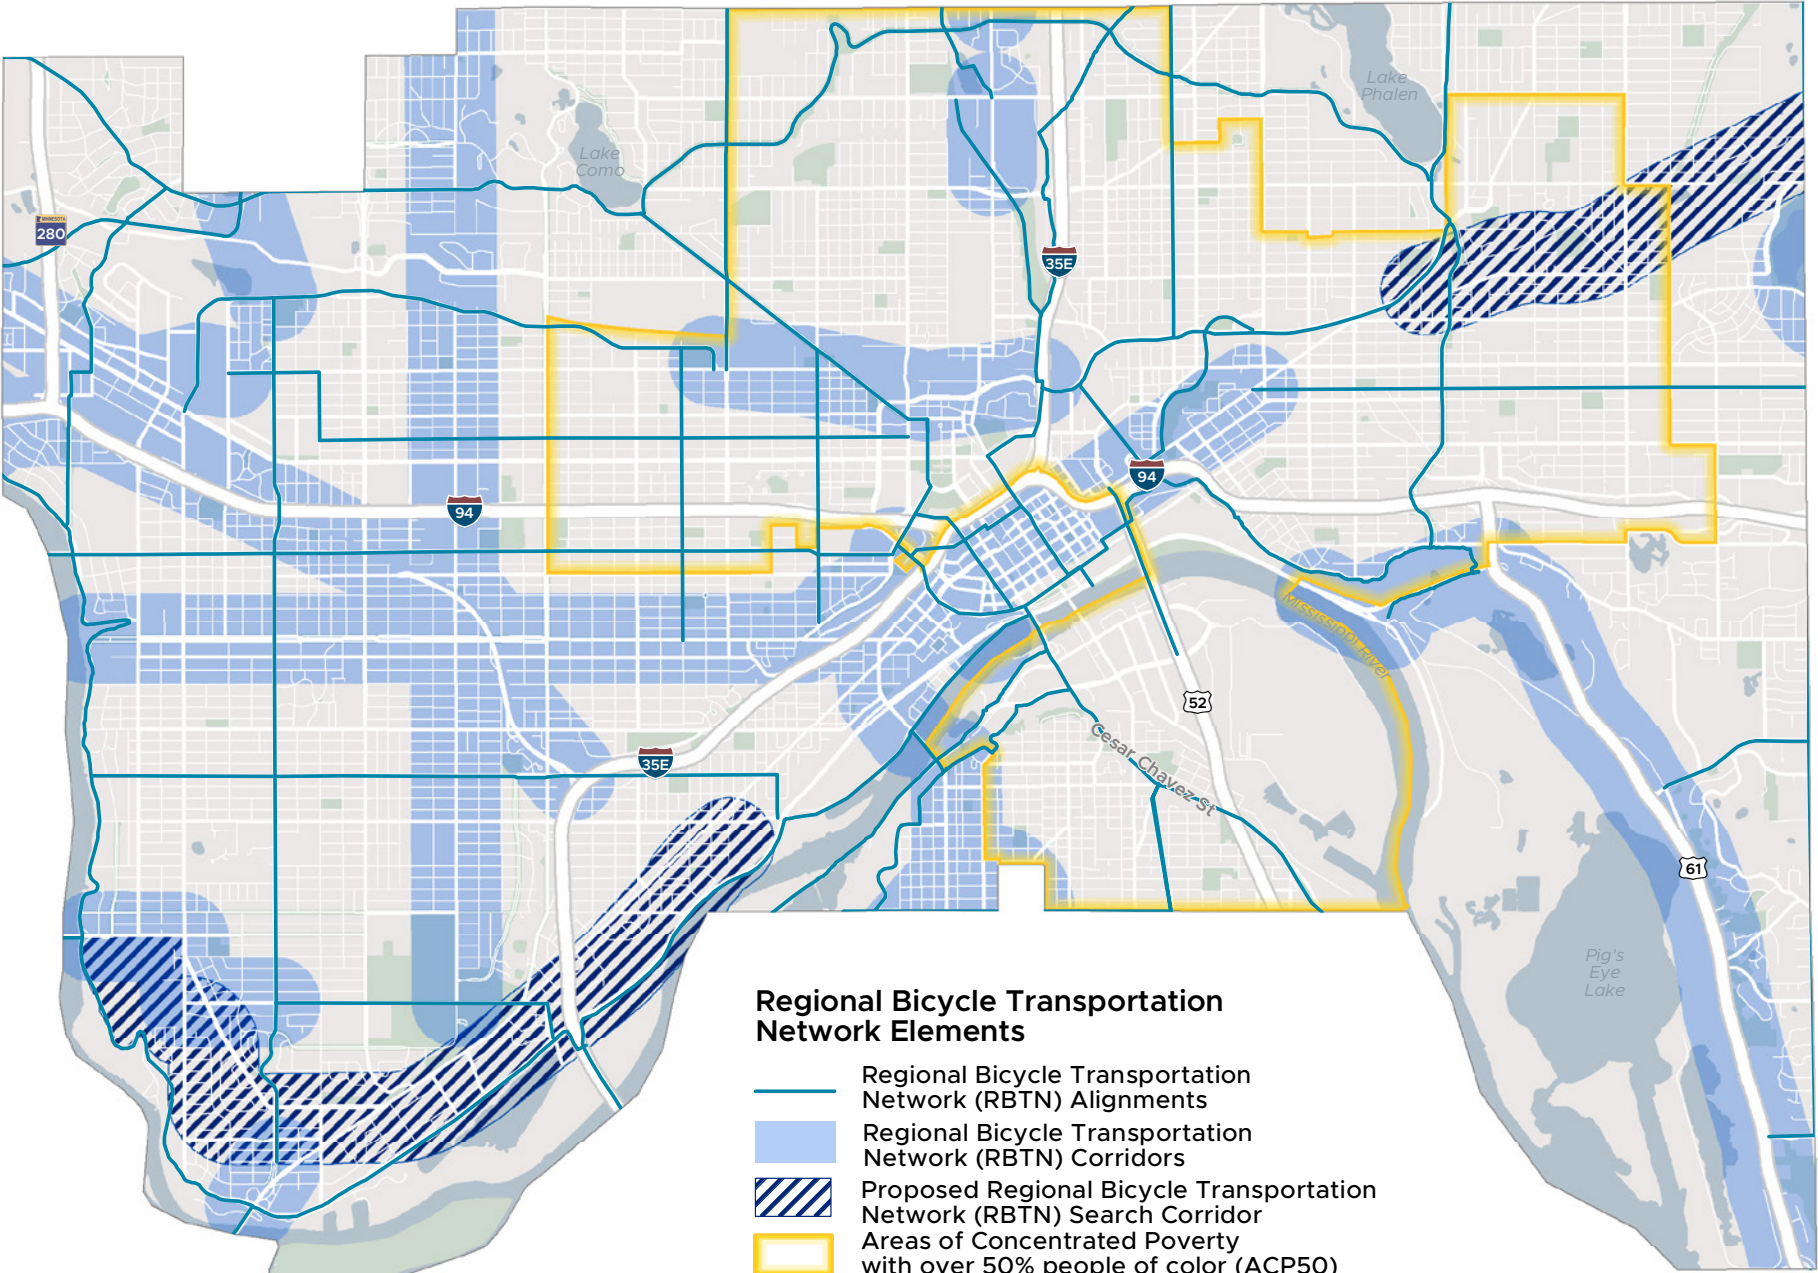 Lake
Phalen
Lake
Como
MINNESOTA
280
35E
94
94
Mississippi River
52
Cesar Chavez St
35E
61
Pig's
Eye
Lake
Regional Bicycle Transportation
Network Elements
Regional Bicycle Transportation
Network (RBTN) Alignments
Regional Bicycle Transportation
Network (RBTN) Corridors
Proposed Regional Bicycle Transportation
Network (RBTN) Search Corridor
Areas of Concentrated Poverty
with over 50% people of color (ACP50)